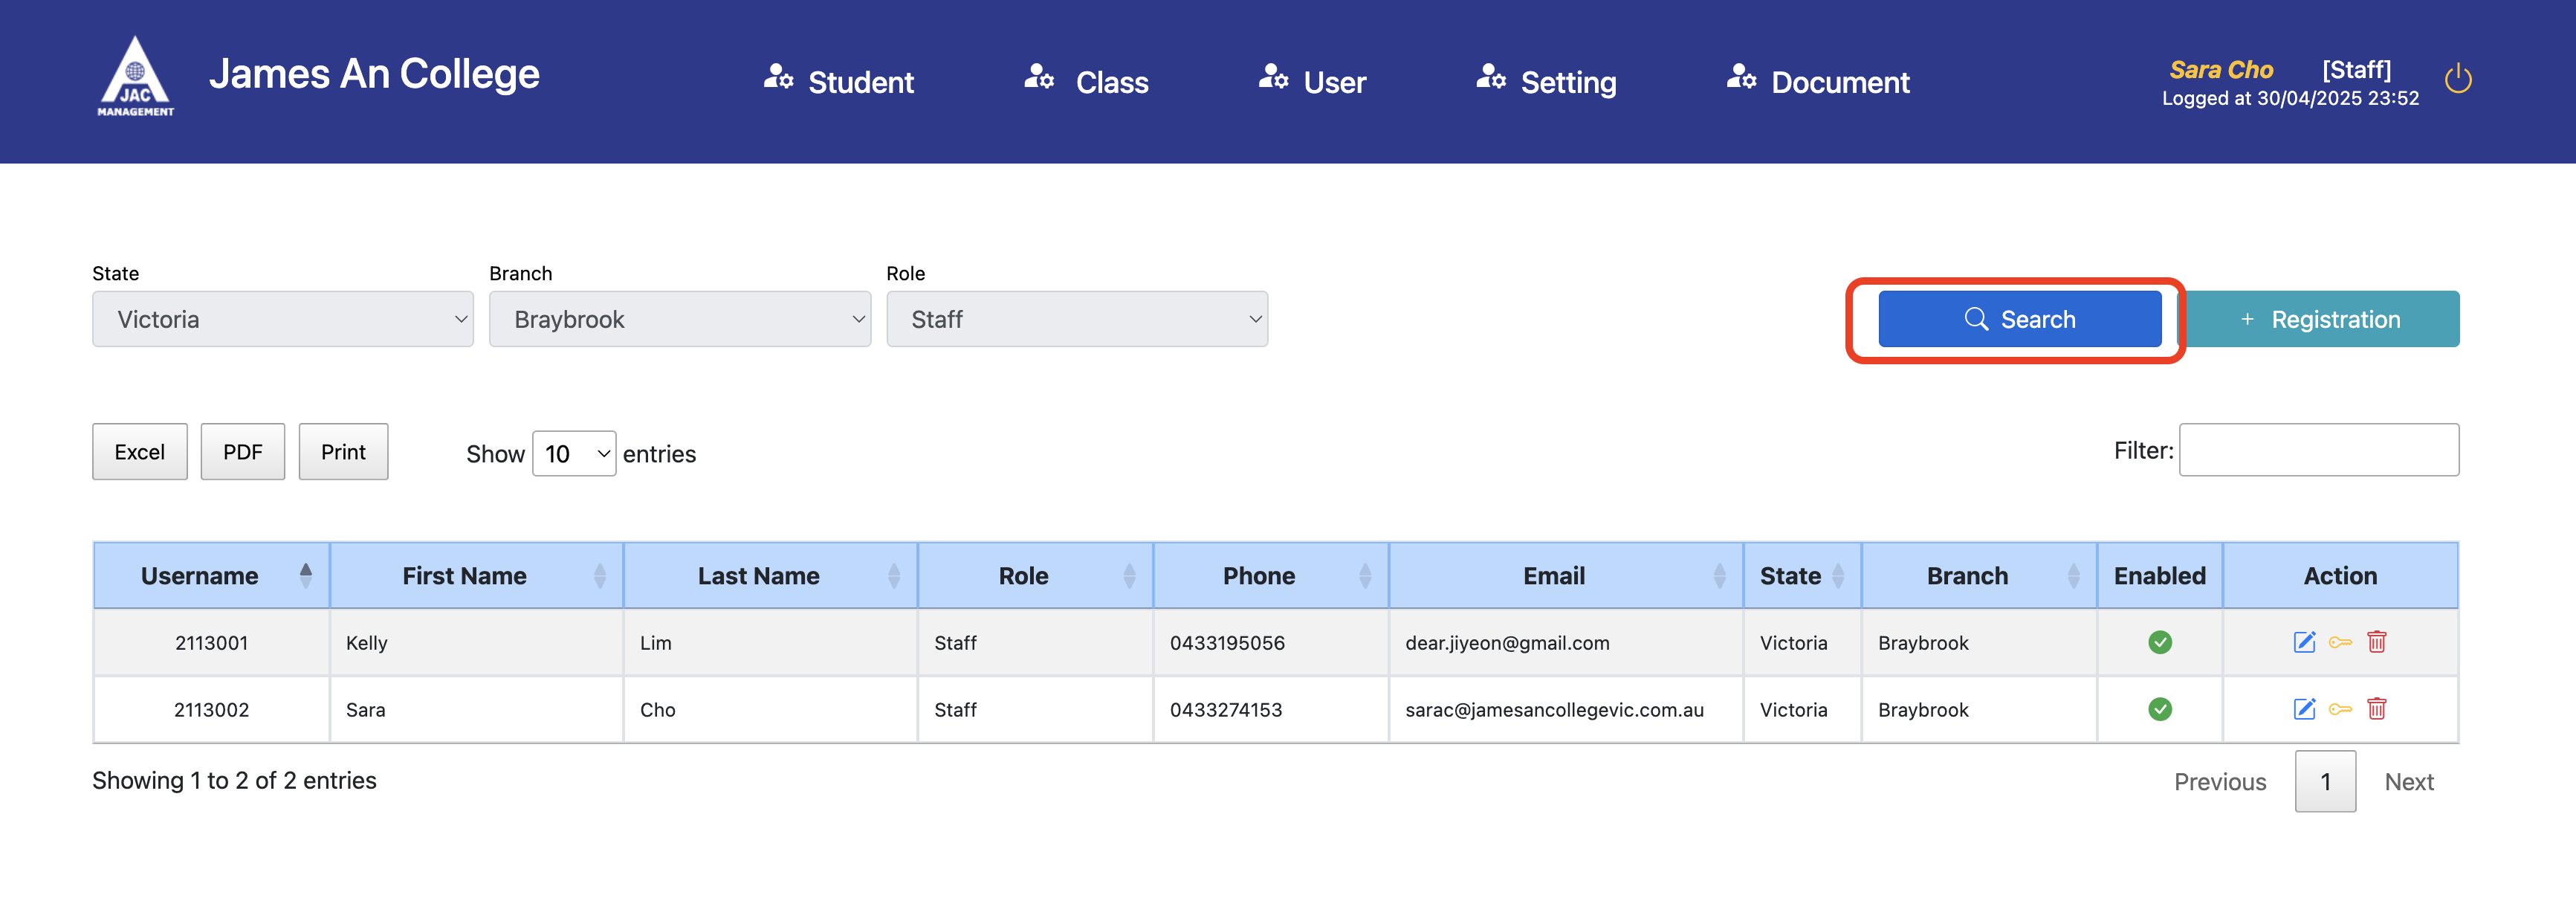 James An College
JAC
MANAGEMENT
Student
Class
User
Setting
Document
Sara Cho [Staff]
Logged at 30/04/2025 23:52
State Branch Role
Victoria Braybrook Staff Search + Registration
Excel PDF Print Show 10 entries Filter:
Username First Name Last Name Role Phone Email State Branch Enabled Action
2113001 Kelly Lim Staff 0433195056 dear.jiyeon@gmail.com Victoria Braybrook
2113002 Sara Cho Staff 0433274153 sarac@jamesancollegevic.com.au Victoria Braybrook
Showing 1 to 2 of 2 entries Previous 1 Next